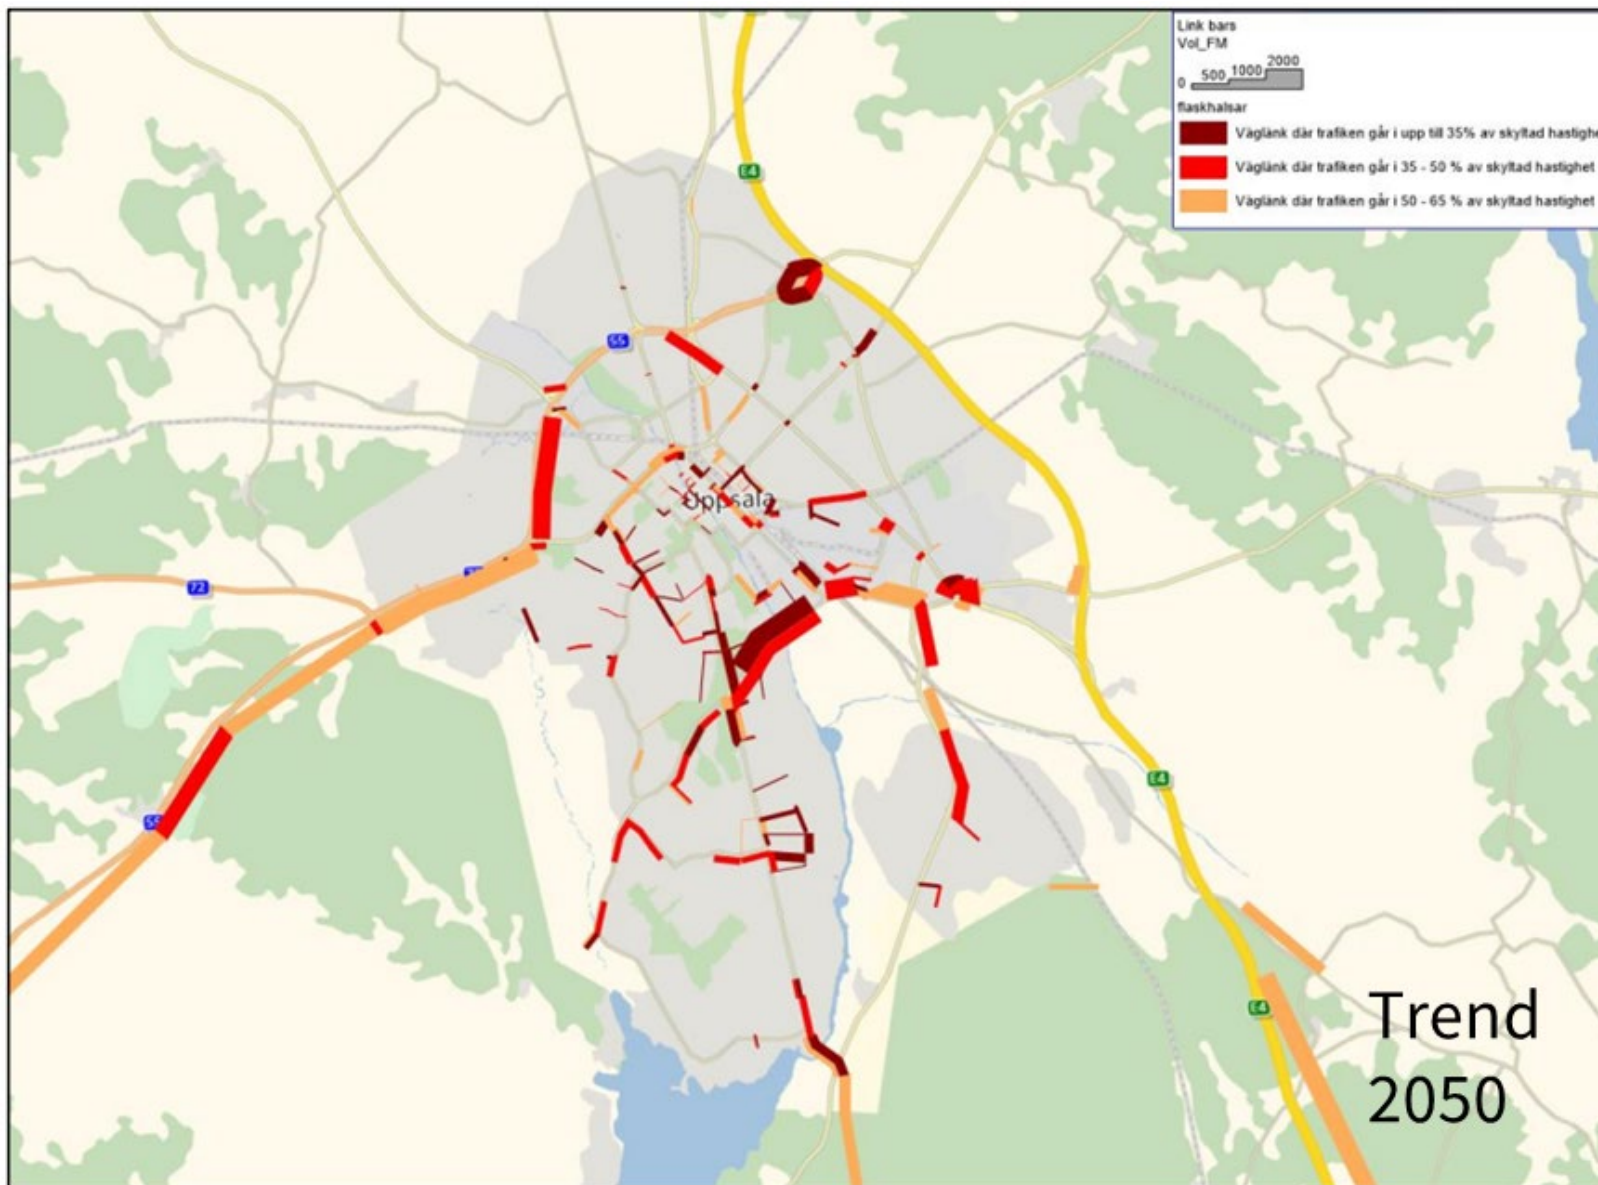 Link bars
Vol_FM
0 500 1000 2000
flaskhalsar
Väglänk där trafiken går i upp till 35% av skyltad
Väglänk där trafiken går i 35 - 50 % av skyltad hastighet
Väglänk där trafiken går i 50 - 65 % av skyltad hastighet
E4
55
Uppsala
72
E4
55
E4
Trend
2050